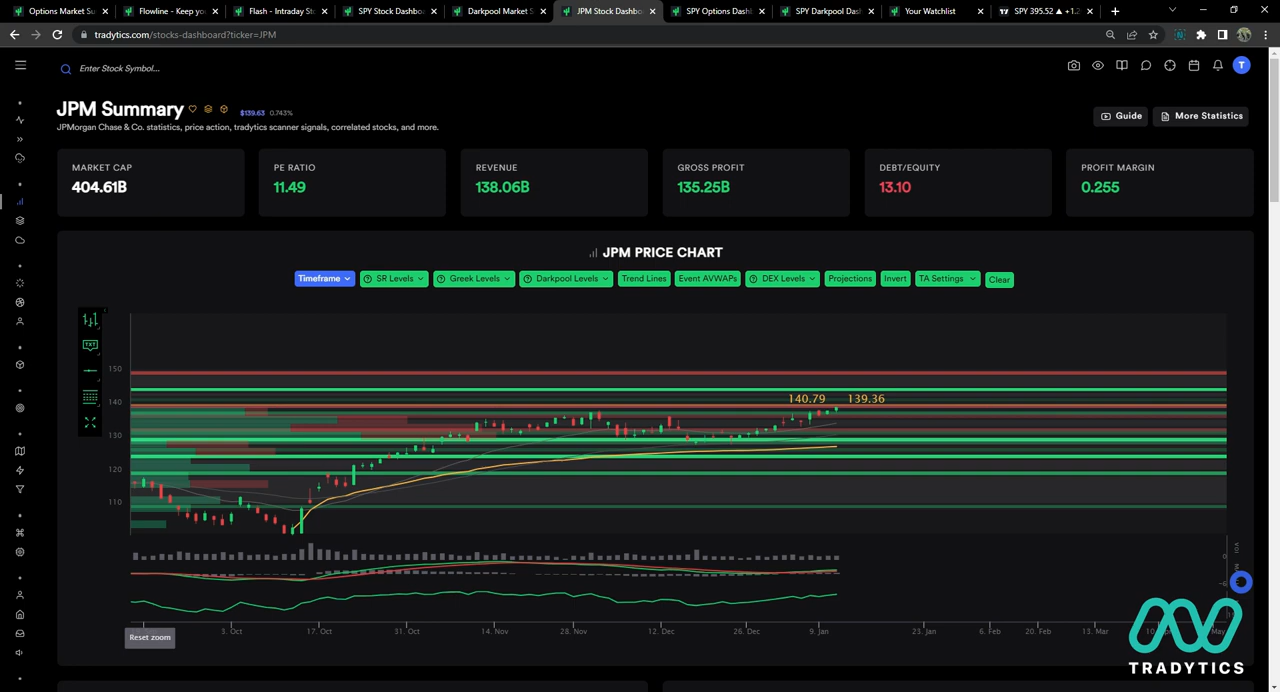 Options Market Su
Flowline - Keep yo
Flash - Intraday St
SPY Stock Dashbo
Darkpool Market S
JPM Stock Dashbo
SPY Options Dashb
SPY Darkpool Dash
Your Watchlist
SPY 395.52 ▲ +1.2
tradytics.com/stocks-dashboard?ticker=JPM
Enter Stock Symbol...
T
JPM Summary
$139.63 0.743%
JPMorgan Chase & Co. statistics, price action, tradytics scanner signals, correlated stocks, and more.
Guide
More Statistics
MARKET CAP
404.61B
PE RATIO
11.49
REVENUE
138.06B
GROSS PROFIT
135.25B
DEBT/EQUITY
13.10
PROFIT MARGIN
0.255
JPM PRICE CHART
Timeframe
SR Levels
Greek Levels
Darkpool Levels
Trend Lines
Event AVWAPs
DEX Levels
Projections
Invert
TA Settings
Clear
TXT
150
140
130
120
110
140.79
139.36
VOl
0
Reset zoom
3. Oct
17. Oct
31. Oct
14. Nov
28. Nov
12. Dec
26. Dec
9. Jan
23. Jan
6. Feb
20. Feb
13. Mar
May
TRADYTICS